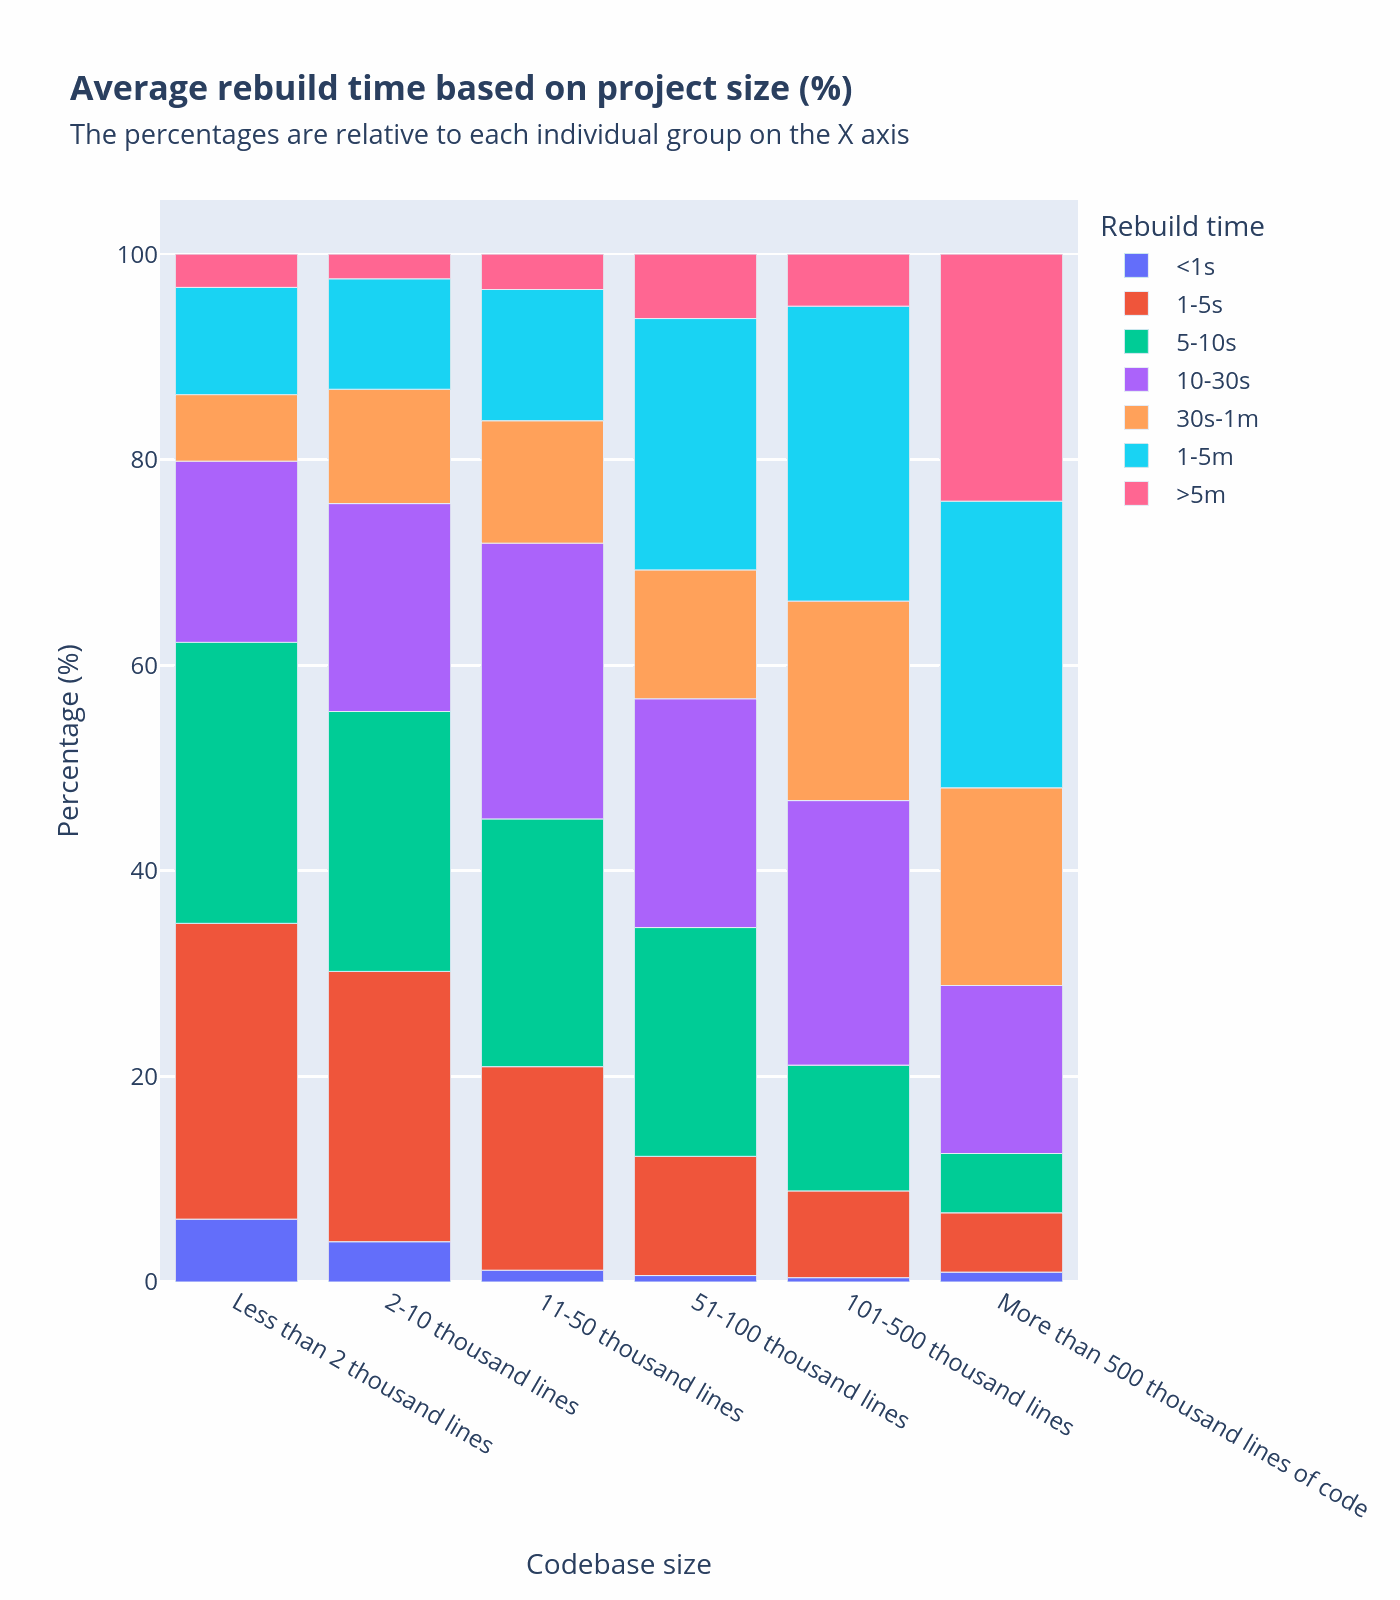 Average rebuild time based on project size (%)
The percentages are relative to each individual group on the X axis
Rebuild time
<1s
1-5s
5-10s
10-30s
30s-1m
1-5m
>5m
Percentage (%)
100
80
60
40
20
0
Less than 2 thousand lines
2-10 thousand lines
11-50 thousand lines
51-100 thousand lines
101-500 thousand lines
More than 500 thousand lines of code
Codebase size